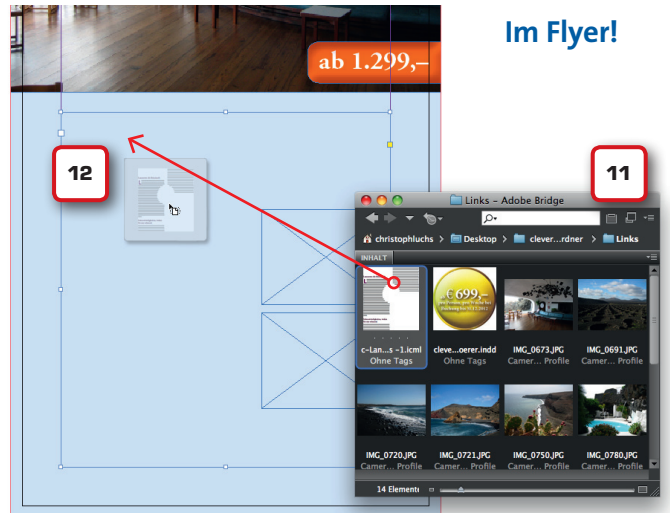 Im Flyer!
ab 1.299,–
12
11
Links – Adobe Bridge
christophluchs > Desktop > clever...rdner > Links
INHALT
€ 699,–
c-Lan...s -1.icml
Ohne Tags
cleve...oerer.indd
Ohne Tags
IMG_0673.JPG
Camer... Profile
IMG_0691.JPG
Camer... Profile
IMG_0720.JPG
Camer... Profile
IMG_0721.JPG
Camer... Profile
IMG_0750.JPG
Camer... Profile
IMG_0780.JPG
Camer... Profile
14 Elemente